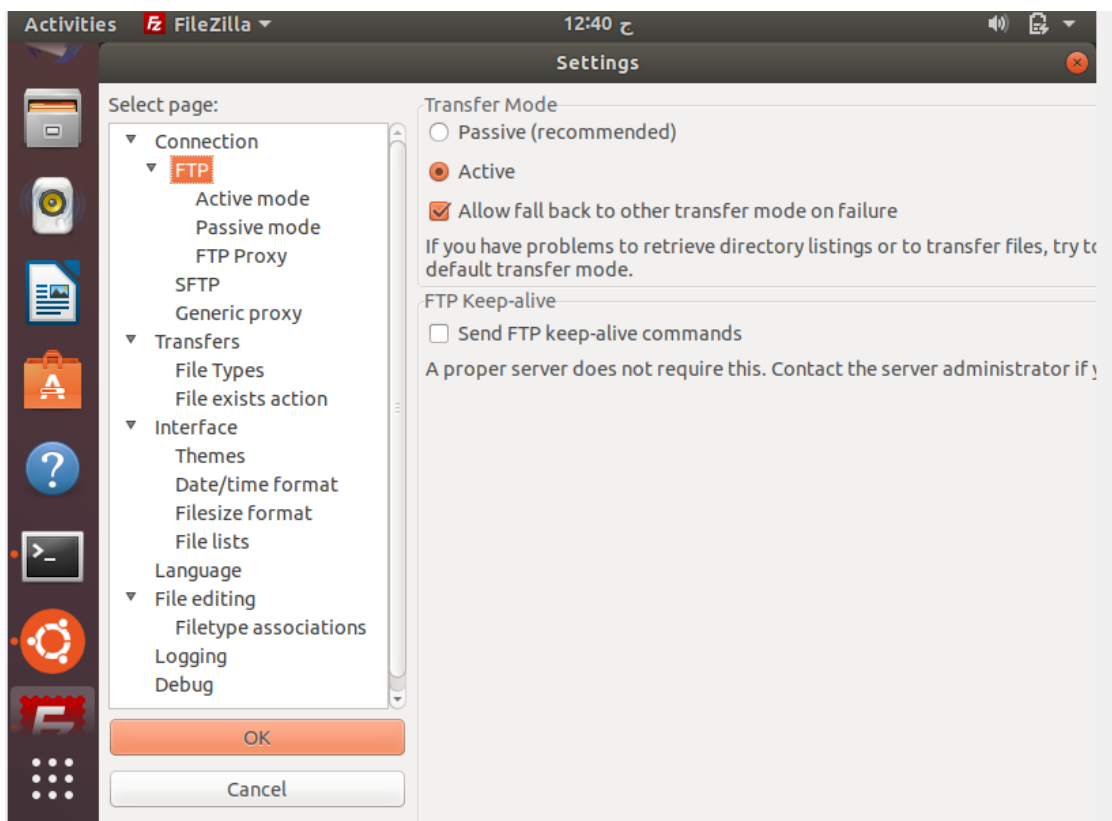 Activities FileZilla 12:40 ح
Settings
Select page:
Connection
FTP
Active mode
Passive mode
FTP Proxy
SFTP
Generic proxy
Transfers
File Types
File exists action
Interface
Themes
Date/time format
Filesize format
File lists
Language
File editing
Filetype associations
Logging
Debug
OK
Cancel
Transfer Mode
Passive (recommended)
Active
Allow fall back to other transfer mode on failure
If you have problems to retrieve directory listings or to transfer files, try to
default transfer mode.
FTP Keep-alive
Send FTP keep-alive commands
A proper server does not require this. Contact the server administrator if